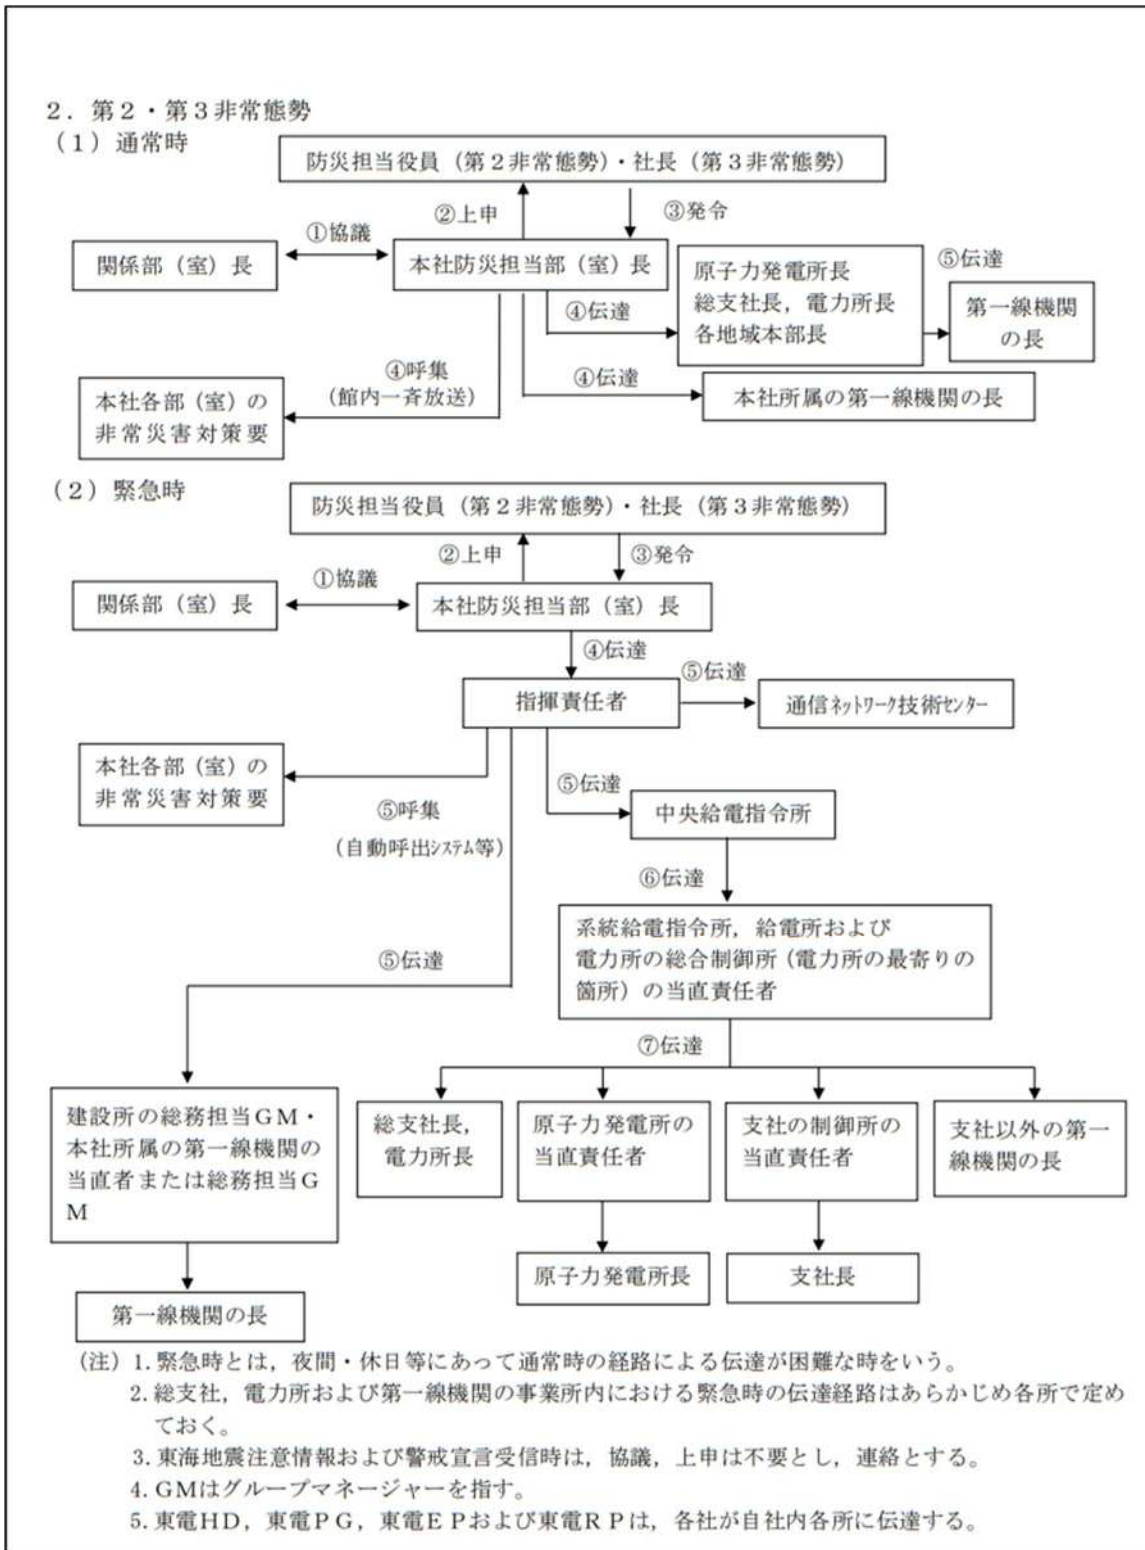 ２．第２・第３非常態勢
（１）通常時
防災担当役員（第２非常態勢）・社長（第３非常態勢）
②上申
③発令
①協議
関係部（室）長
本社防災担当部（室）長
④伝達
原子力発電所長
総支社長，電力所長
各地域本部長
⑤伝達
第一線機関
の長
④呼集
（館内一斉放送）
④伝達
本社所属の第一線機関の長
本社各部（室）の
非常災害対策要
（２）緊急時
防災担当役員（第２非常態勢）・社長（第３非常態勢）
②上申
③発令
①協議
関係部（室）長
本社防災担当部（室）長
④伝達
指揮責任者
⑤伝達
通信ﾈｯﾄﾜｰｸ技術ｾﾝﾀｰ
本社各部（室）の
非常災害対策要
⑤呼集
（自動呼出ｼｽﾃﾑ等）
⑤伝達
中央給電指令所
⑥伝達
系統給電指令所，給電所および
電力所の総合制御所（電力所の最寄りの
箇所）の当直責任者
⑤伝達
⑦伝達
建設所の総務担当ＧＭ・
本社所属の第一線機関の
当直者または総務担当Ｇ
Ｍ
総支社長，
電力所長
原子力発電所の
当直責任者
支社の制御所の
当直責任者
支社以外の第一
線機関の長
原子力発電所長
支社長
第一線機関の長
（注）1.緊急時とは，夜間・休日等にあって通常時の経路による伝達が困難な時をいう。
2.総支社，電力所および第一線機関の事業所内における緊急時の伝達経路はあらかじめ各所で定め
ておく。
3.東海地震注意情報および警戒宣言受信時は，協議，上申は不要とし，連絡とする。
4.ＧＭはグループマネージャーを指す。
5.東電ＨＤ，東電ＰＧ，東電ＥＰおよび東電ＲＰは，各社が自社内各所に伝達する。